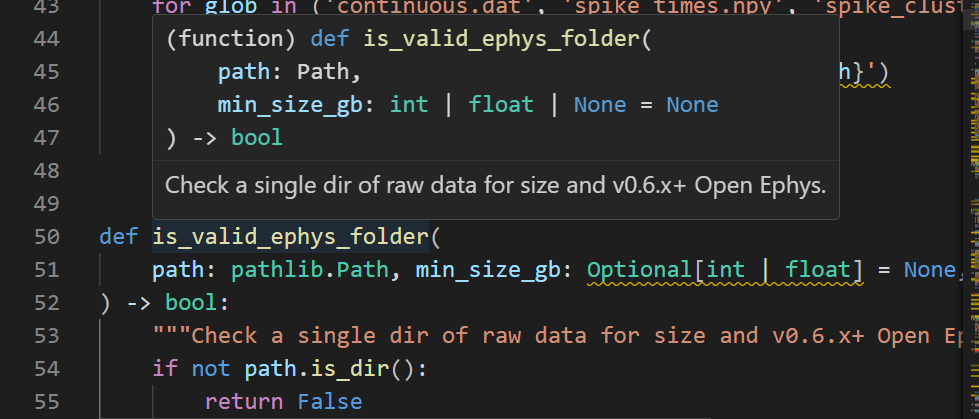 43 for glob in ('continuous.dat', 'spike_times.npy', 'spike_clust
44 (function) def is_valid_ephys_folder(
45 path: Path, h}')
46 min_size_gb: int | float | None = None
47 ) -> bool
48 Check a single dir of raw data for size and v0.6.x+ Open Ephys.
49
50 def is_valid_ephys_folder(
51 path: pathlib.Path, min_size_gb: Optional[int | float] = None,
52 ) -> bool:
53 """Check a single dir of raw data for size and v0.6.x+ Open Ep
54 if not path.is_dir():
55 return False